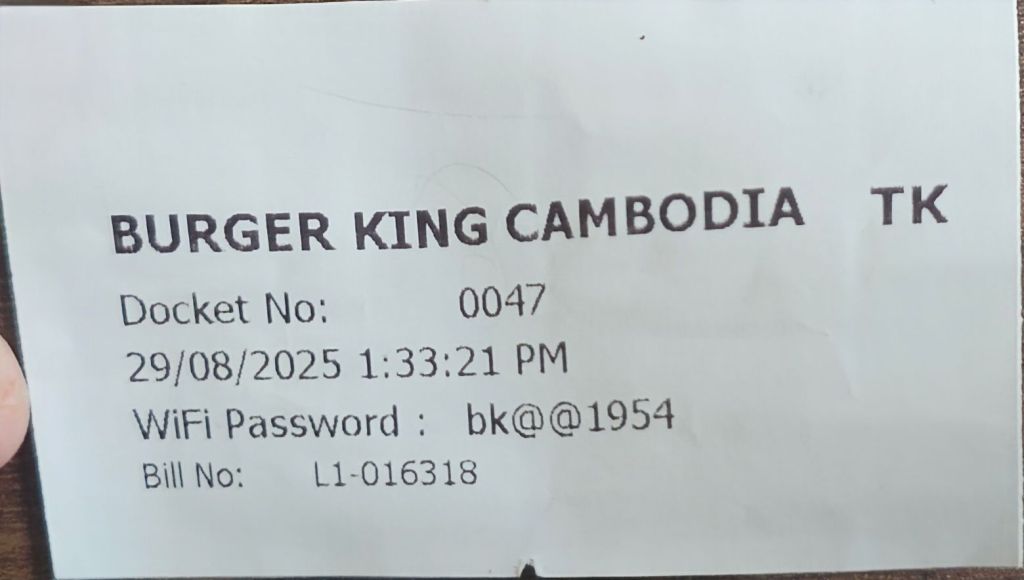 BURGER KING CAMBODIA TK
Docket No: 0047
29/08/2025 1:33:21 PM
WiFi Password : bk@@1954
Bill No: L1-016318